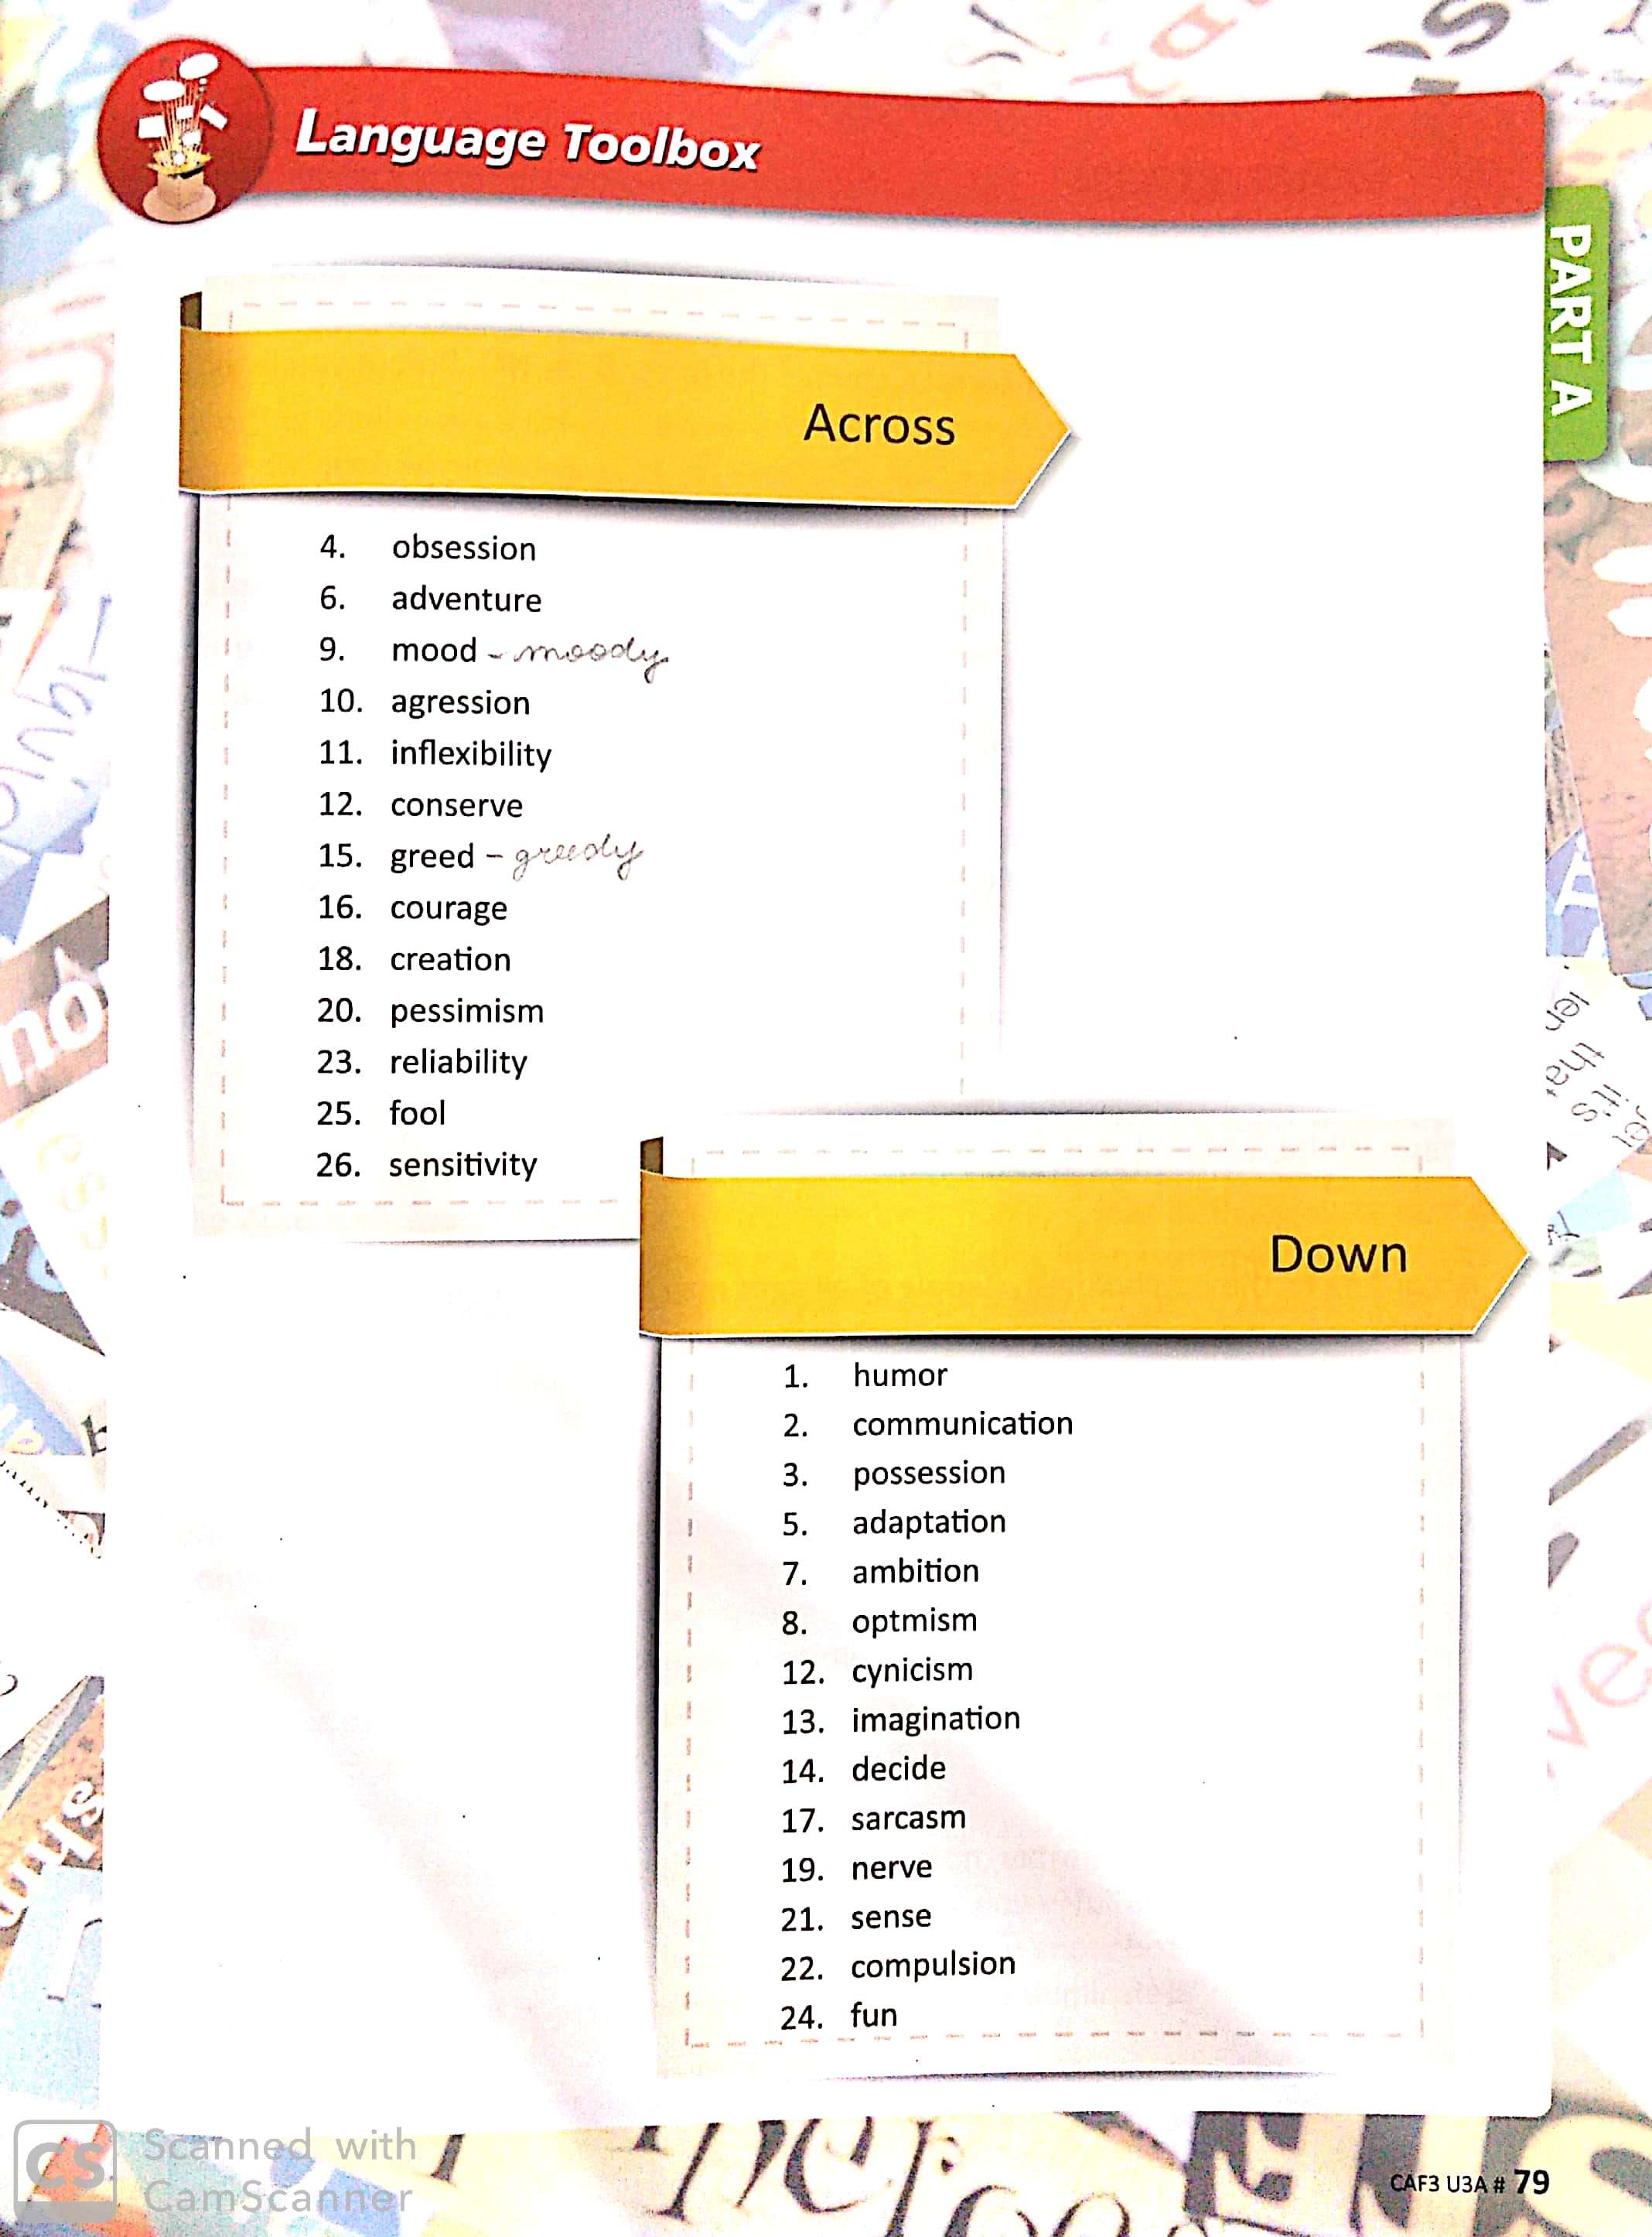 Language Toolbox
PART A
Across
4. obsession
6. adventure
9. mood - moody
10. agression
11. inflexibility
12. conserve
15. greed - greedy
16. courage
18. creation
20. pessimism
23. reliability
25. fool
26. sensitivity
Down
1. humor
2. communication
3. possession
5. adaptation
7. ambition
8. optmism
12. cynicism
13. imagination
14. decide
17. sarcasm
19. nerve
21. sense
22. compulsion
24. fun
CS Scanned with
CamScanner
CAF3 U3A # 79